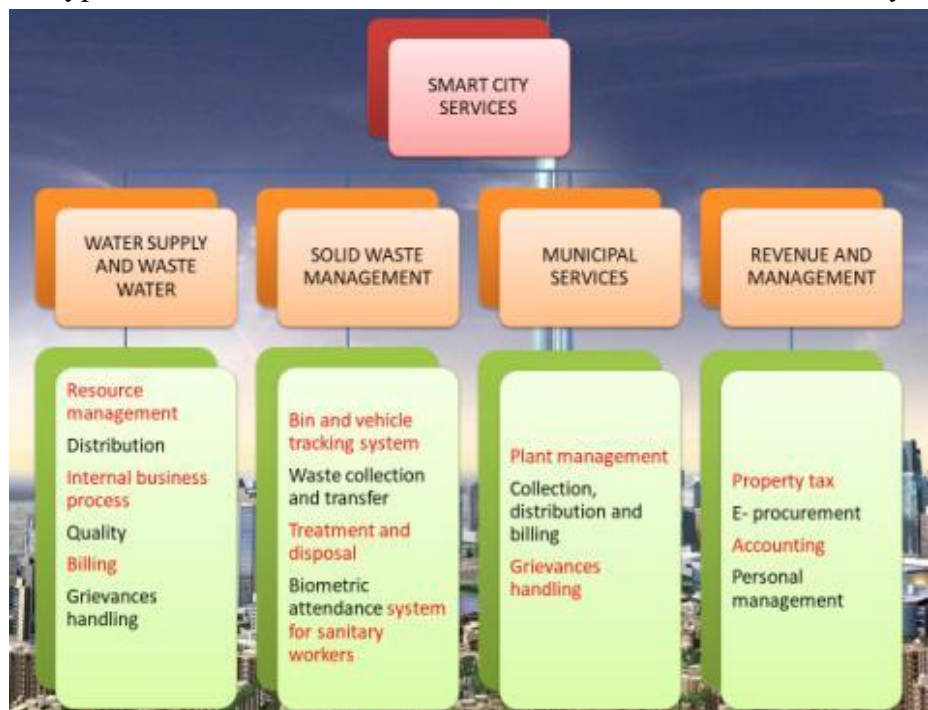 SMART CITY
SERVICES
WATER SUPPLY
AND WASTE
WATER
SOLID WASTE
MANAGEMENT
MUNICIPAL
SERVICES
REVENUE AND
MANAGEMENT
Resource
management
Distribution
Internal business
process
Quality
Billing
Grievances
handling
Bin and vehicle
tracking system
Waste collection
and transfer
Treatment and
disposal
Biometric
attendance system
for sanitary
workers
Plant management
Collection,
distribution and
billing
Grievances
handling
Property tax
E- procurement
Accounting
Personal
management